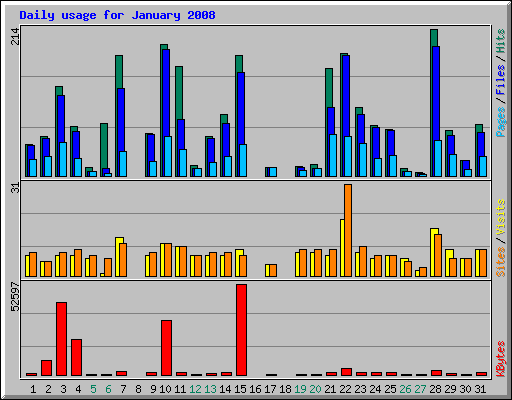 Daily usage for January 2008
214
Pages / Files / Hits
31
Sites / Visits
52597
KBytes
1 2 3 4 5 6 7 8 9 10 11 12 13 14 15 16 17 18 19 20 21 22 23 24 25 26 27 28 29 30 31